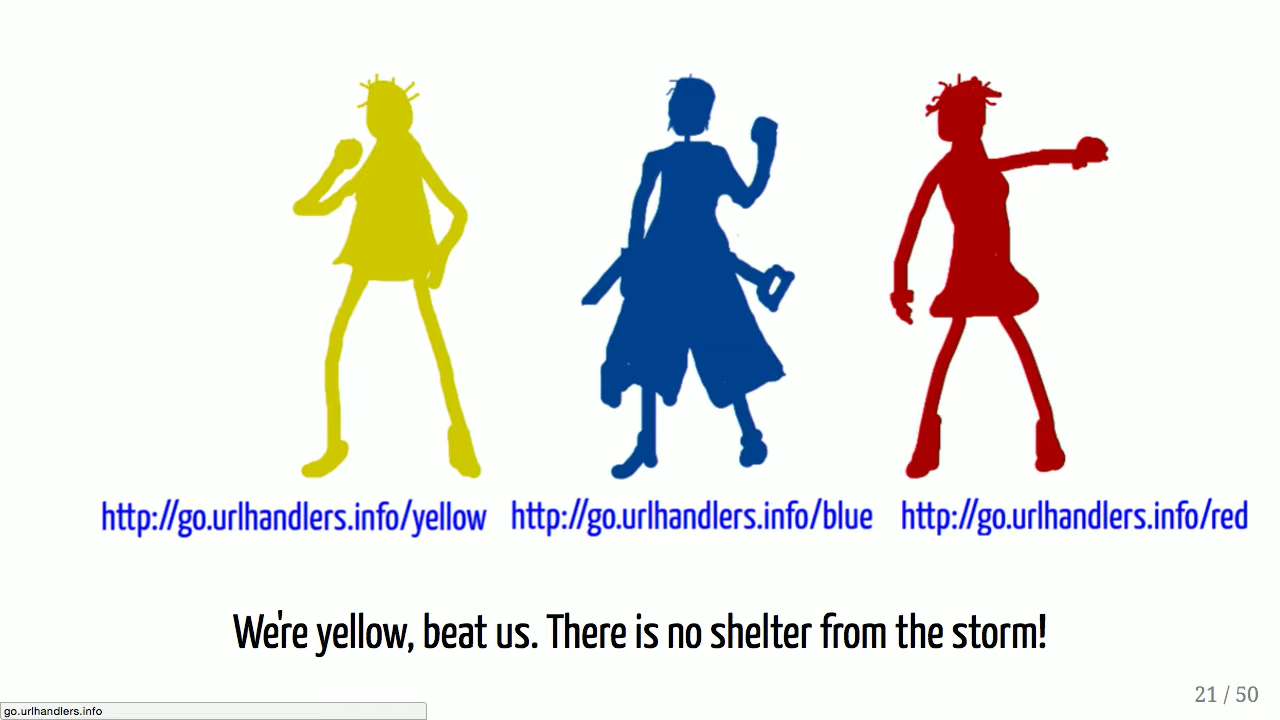 http://go.urlhandlers.info/yellow http://go.urlhandlers.info/blue http://go.urlhandlers.info/red
We're yellow, beat us. There is no shelter from the storm!
21 / 50
go.urlhandlers.info